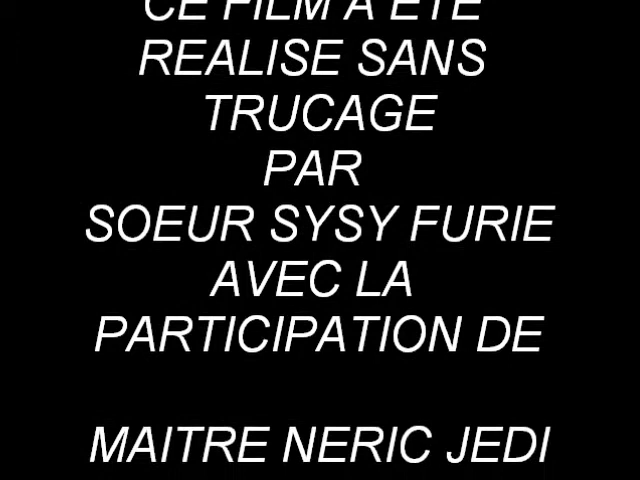 CE FILM A ETE
REALISE SANS
TRUCAGE
PAR
SOEUR SYSY FURIE
AVEC LA
PARTICIPATION DE
MAITRE NERIC JEDI